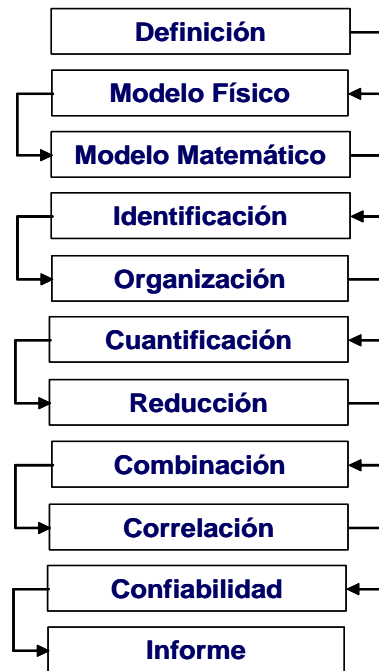 Definición
Modelo Físico
Modelo Matemático
Identificación
Organización
Cuantificación
Reducción
Combinación
Correlación
Confiabilidad
Informe